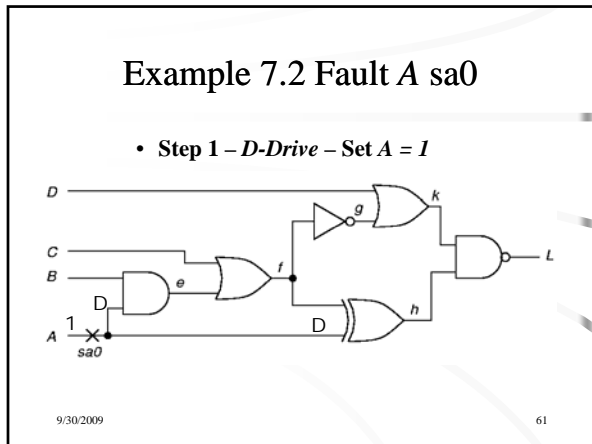 Example 7.2 Fault A sa0
• Step 1 – D-Drive – Set A = 1
D
k
g
L
C
f
B
e
D
h
D
1
A
sa0
9/30/2009
61